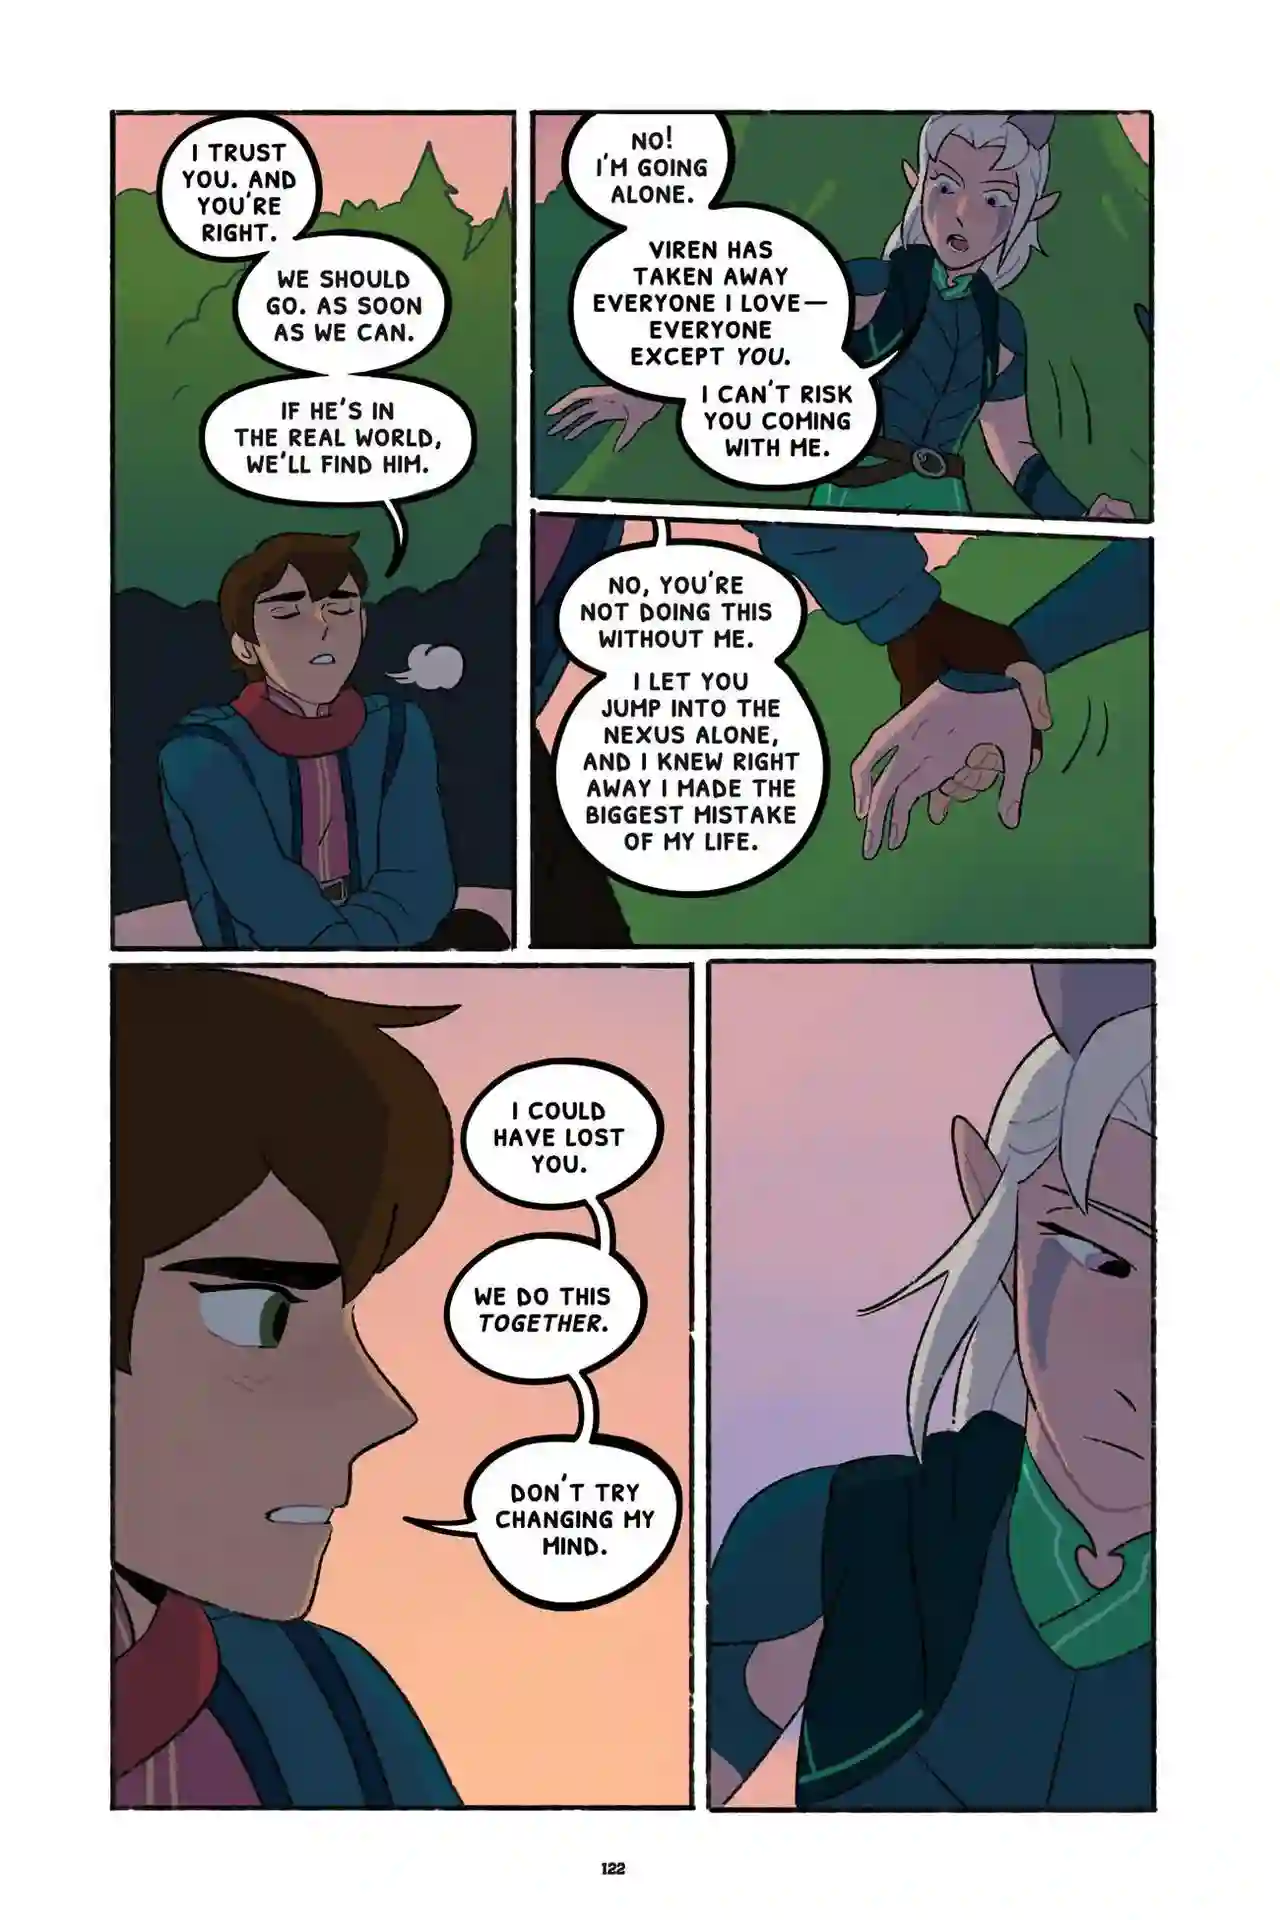 I TRUST
YOU. AND
YOU'RE
RIGHT.
WE SHOULD
GO. AS SOON
AS WE CAN.
IF HE'S IN
THE REAL WORLD,
WE'LL FIND HIM.
NO!
I'M GOING
ALONE.
VIREN HAS
TAKEN AWAY
EVERYONE I LOVE—
EVERYONE
EXCEPT YOU.
I CAN'T RISK
YOU COMING
WITH ME.
NO, YOU'RE
NOT DOING THIS
WITHOUT ME.
I LET YOU
JUMP INTO THE
NEXUS ALONE,
AND I KNEW RIGHT
AWAY I MADE THE
BIGGEST MISTAKE
OF MY LIFE.
I COULD
HAVE LOST
YOU.
WE DO THIS
TOGETHER.
DON'T TRY
CHANGING MY
MIND.
122